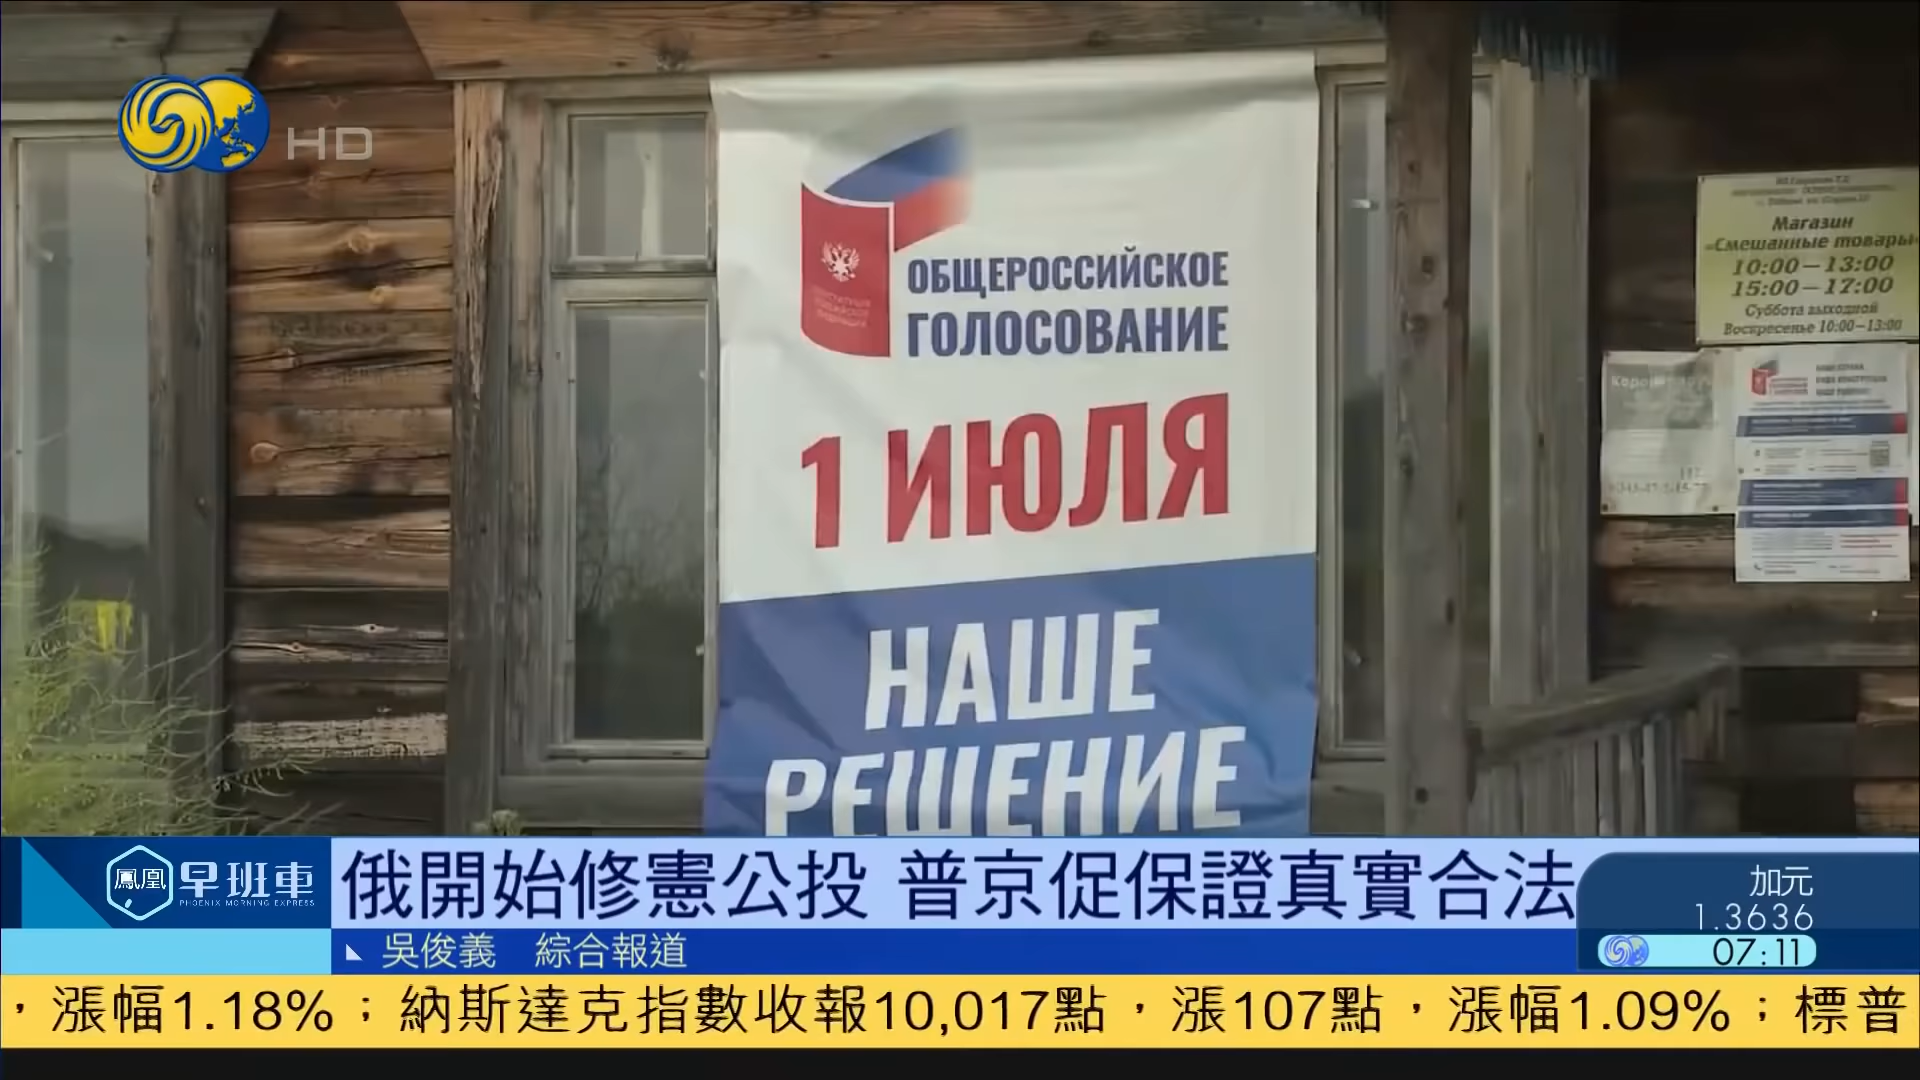 HD
ОБЩЕРОССИЙСКОЕ
ГОЛОСОВАНИЕ
1 ИЮЛЯ
НАШЕ
РЕШЕНИЕ
Магазин
«Смешанные товары»
10:00–13:00
15:00–17:00
Суббота выходной
Воскресенье 10:00–13:00
鳳凰 早班車
PHOENIX MORNING EXPRESS
俄開始修憲公投 普京促保證真實合法
吳俊義 綜合報道
加元
1.3636
07:11
，漲幅1.18%；納斯達克指數收報10,017點，漲107點，漲幅1.09%；標普